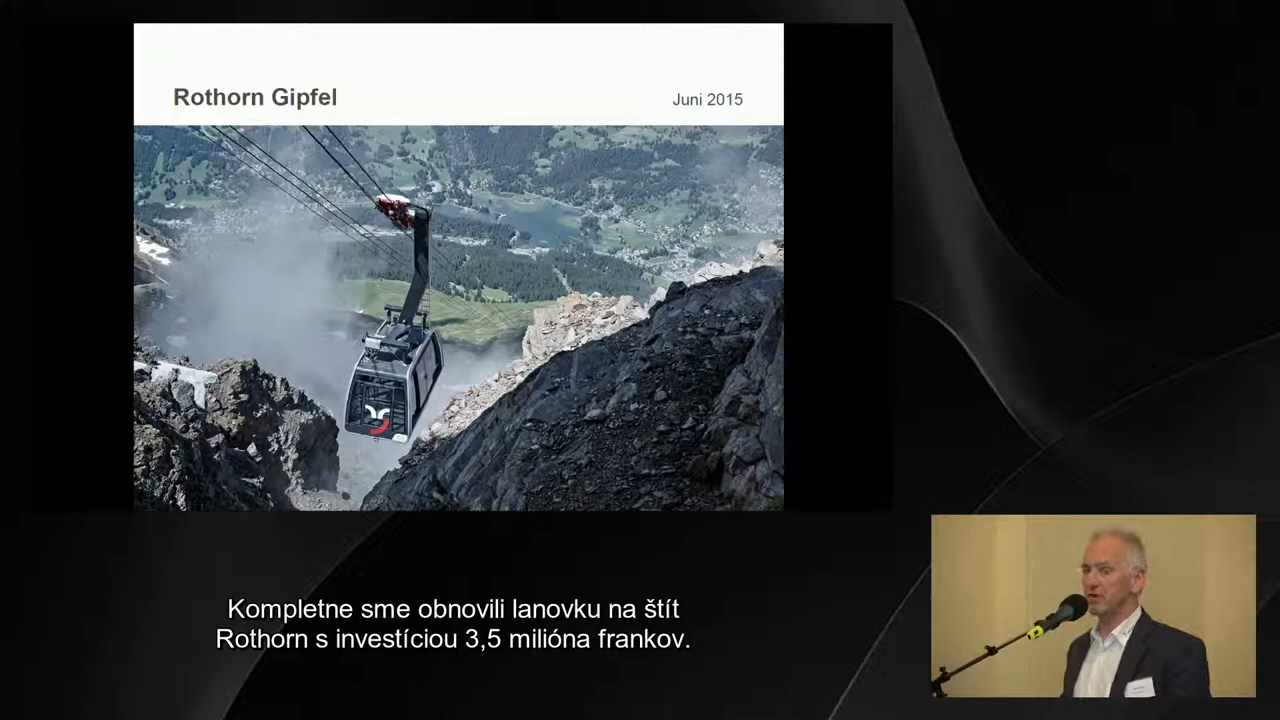 Rothorn Gipfel
Juni 2015
Kompletne sme obnovili lanovku na štít
Rothorn s investíciou 3,5 milióna frankov.